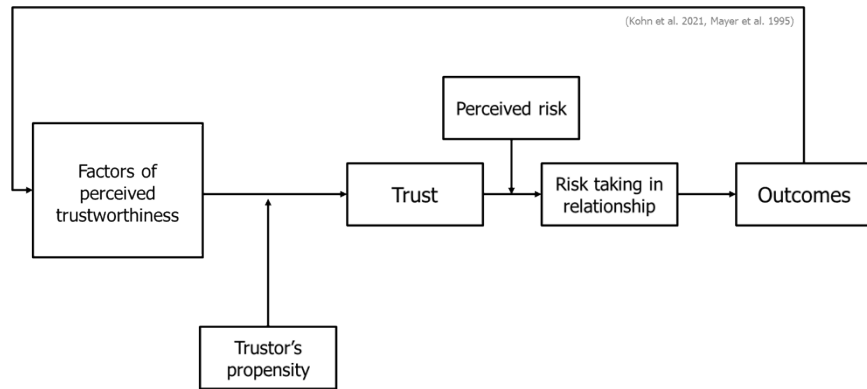 (Kohn et al. 2021, Mayer et al. 1995)
Perceived risk
Factors of
perceived
trustworthiness
Trust
Risk taking in
relationship
Outcomes
Trustor’s
propensity